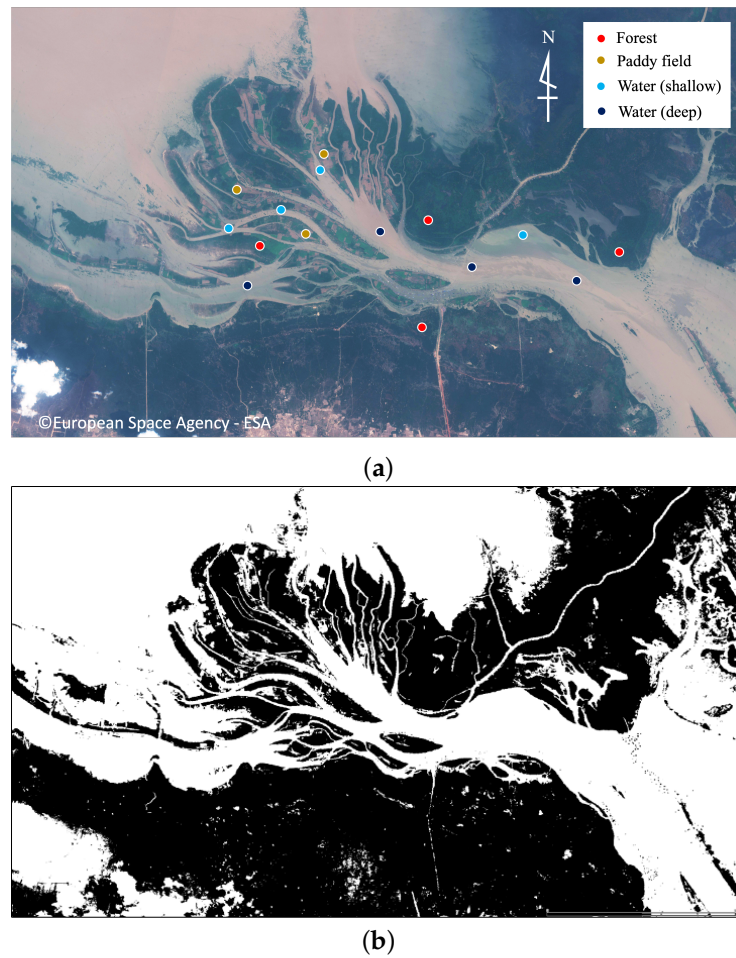 N
Forest
Paddy field
Water (shallow)
Water (deep)
©European Space Agency - ESA
(a)
(b)